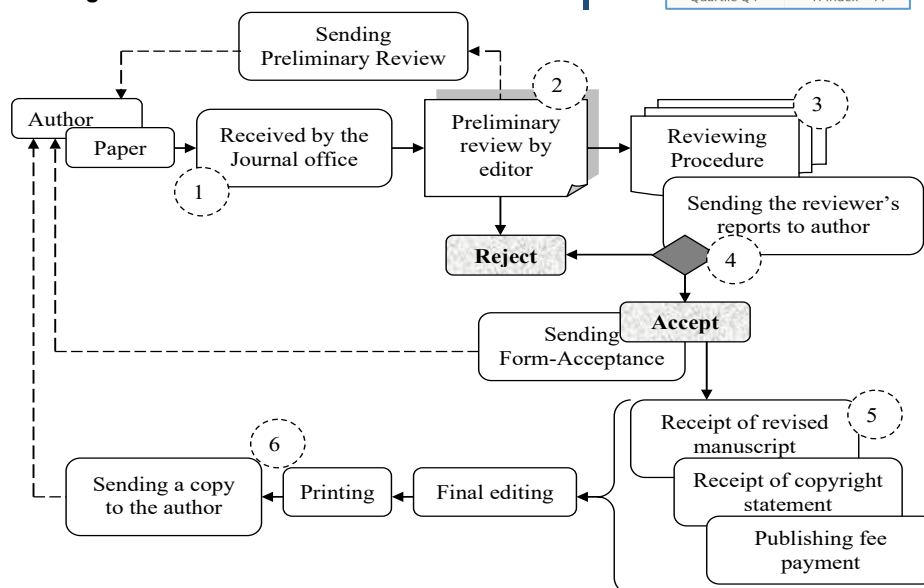 Sending
Preliminary Review
2
3
Author
Paper
Received by the
Journal office
1
Preliminary
review by
editor
Reviewing
Procedure
Sending the reviewer's
reports to author
4
Reject
Accept
Sending
Form-Acceptance
5
Receipt of revised
manuscript
Receipt of copyright
statement
Publishing fee
payment
Final editing
Printing
6
Sending a copy
to the author